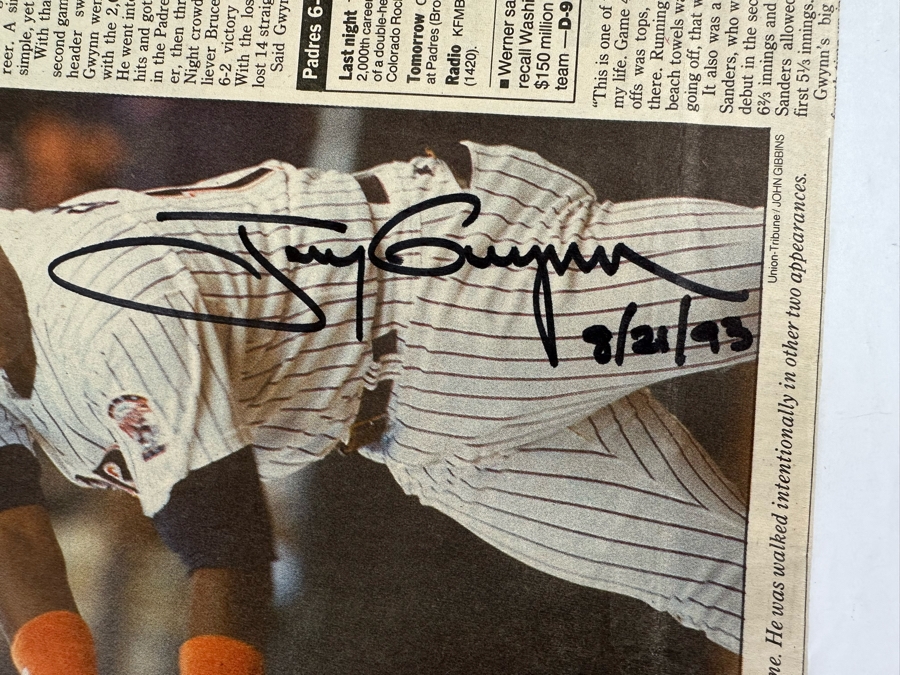 reer. A si
simple, yet
With tha
second gam
header sw
Gwynn wer
with the 2,0
He went int
hits and got
in the Padre
er, then thr
Night crowd
liever Bruce
6-2 victory
With the los
lost 14 straig
Said Gwyn
Padres 6-
Last night
2,000th career
of a double-he
Colorado Roc
Tomorrow
at Padres (Bro
Radio KFMB
(1420).
■ Werner sa
recall Washi
$150 million
team —D-9
"This is one of
my life. Game
offs was tops,
there. Running
beach towels wa
going off, that w
It also was a
Sanders, who w
debut in the sec
6⅔ innings and
Sanders allowed
first 5⅓ innings.
Gwynn's big
Tony Gwynn
8/21/93
Union-Tribune / JOHN GIBBINS
me. He was walked intentionally in other two appearances.